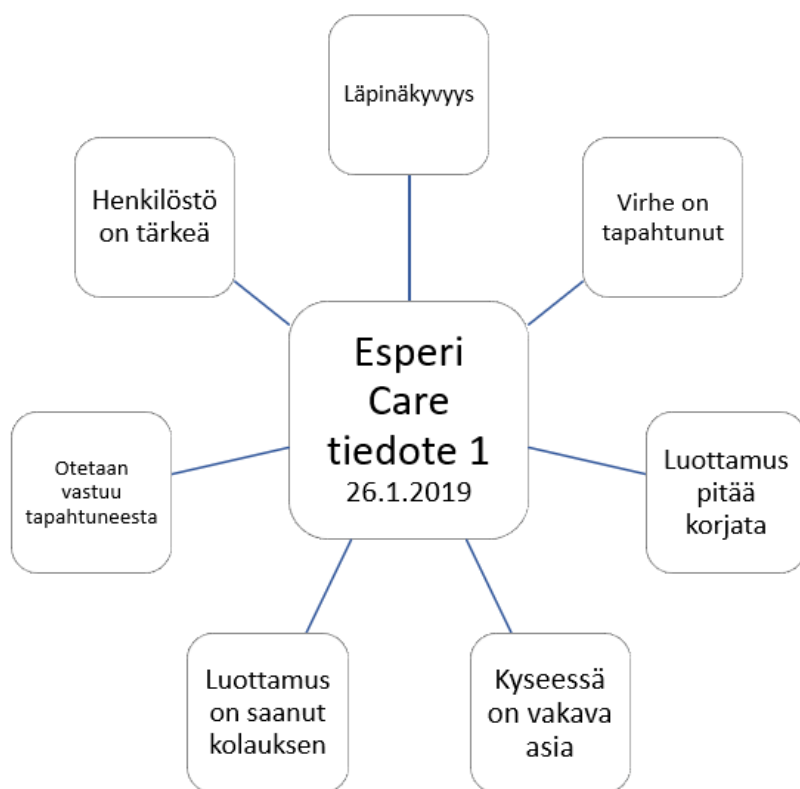 Läpinäkyvyys
Virhe on
tapahtunut
Luottamus
pitää
korjata
Kyseessä
on vakava
asia
Luottamus
on saanut
kolauksen
Otetaan
vastuu
tapahtuneesta
Henkilöstö
on tärkeä
Esperi
Care
tiedote 1
26.1.2019